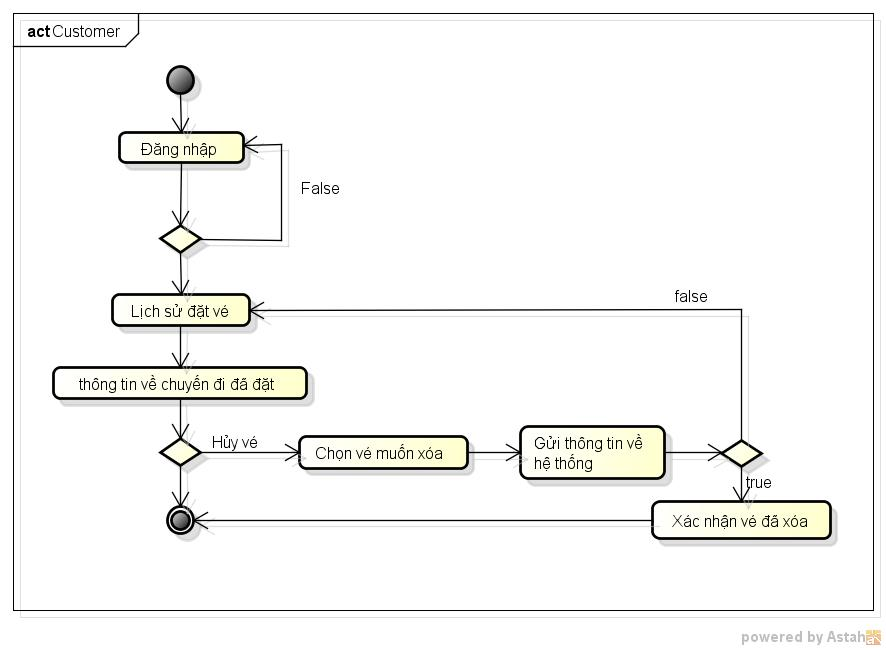 act Customer
Đăng nhập
False
Lịch sử đặt vé
false
thông tin về chuyến đi đã đặt
Hủy vé
Chọn vé muốn xóa
Gửi thông tin về
hệ thống
true
Xác nhận vé đã xóa
powered by Astah